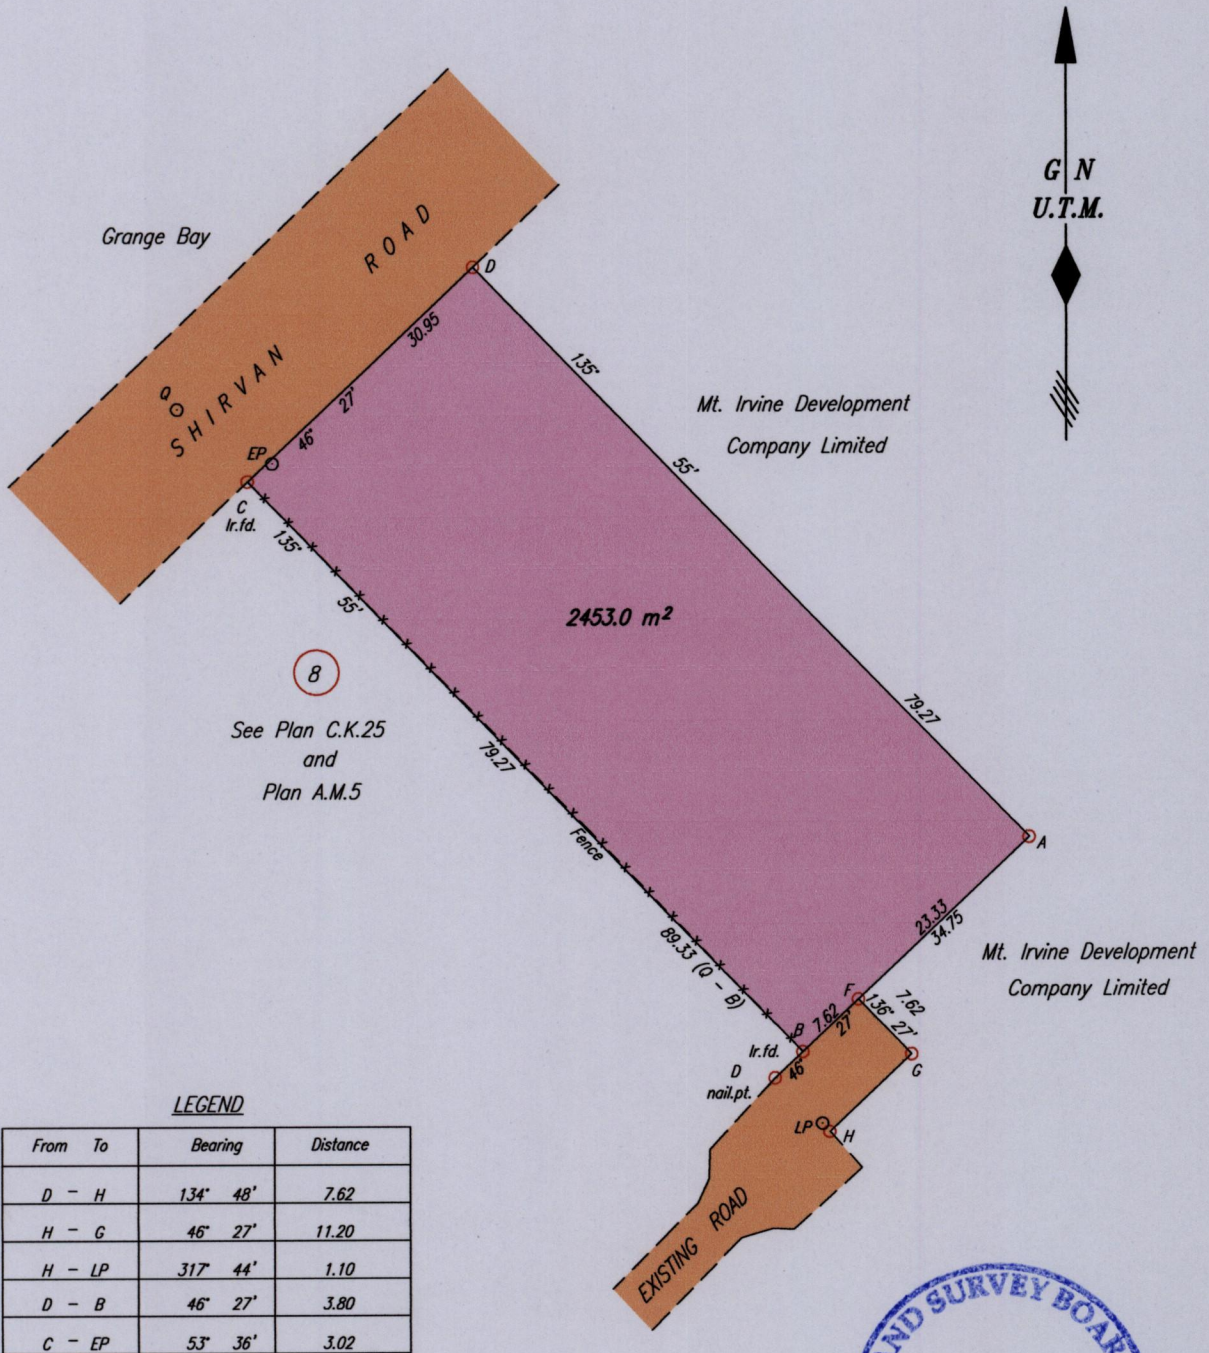 G N
U.T.M.
Grange Bay
SHIRVAN ROAD
D
30.95
27'
46°
EP
Q
C
Ir.fd.
135°
55'
79.27
Mt. Irvine Development
Company Limited
2453.0 m²
135°
55'
8
See Plan C.K.25
and
Plan A.M.5
79.27
Fence
89.33 (Q - B)
A
23.33
34.75
Mt. Irvine Development
Company Limited
F
7.62
136° 27'
7.62
27'
B
Ir.fd.
46°
D
nail.pt.
G
LP
H
EXISTING ROAD
LEGEND
From To Bearing Distance
D - H 134° 48' 7.62
H - G 46° 27' 11.20
H - LP 317° 44' 1.10
D - B 46° 27' 3.80
C - EP 53° 36' 3.02
SURVEY